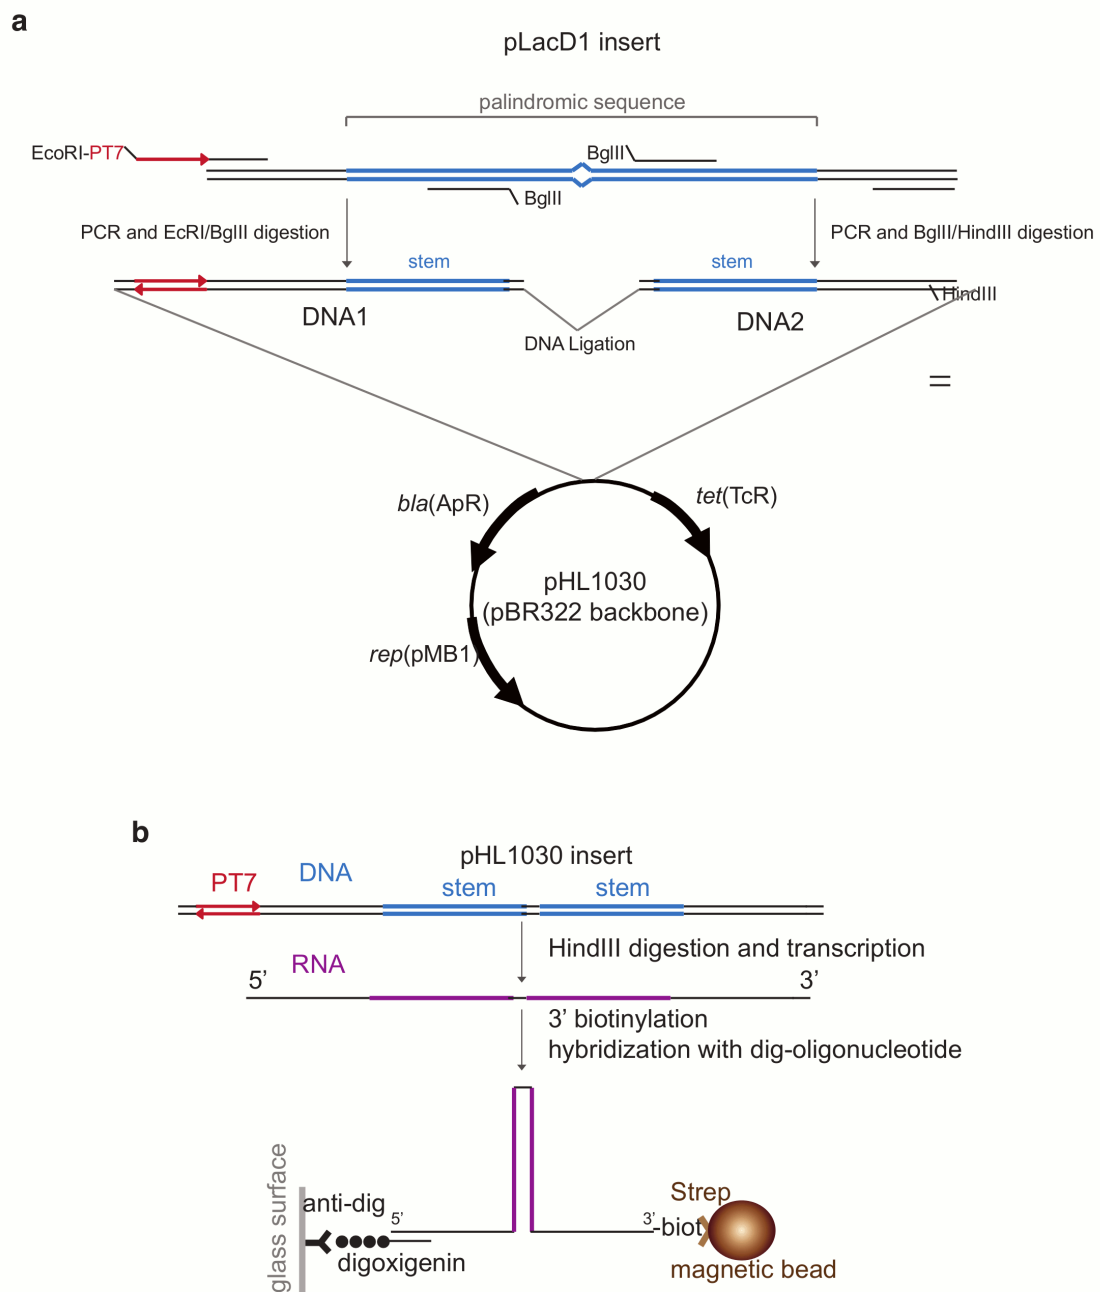 a
pLacD1 insert
palindromic sequence
EcoRI-PT7
BglII
BglII
PCR and EcRI/BglII digestion
PCR and BglII/HindIII digestion
stem
stem
HindIII
DNA1
DNA2
DNA Ligation
bla(ApR)
tet(TcR)
pHL1030
(pBR322 backbone)
rep(pMB1)
b
pHL1030 insert
PT7
DNA
stem
stem
HindIII digestion and transcription
RNA
5’
3’
3’ biotinylation
hybridization with dig-oligonucleotide
glass surface
anti-dig
5’
digoxigenin
3’
-biot
Strep
magnetic bead